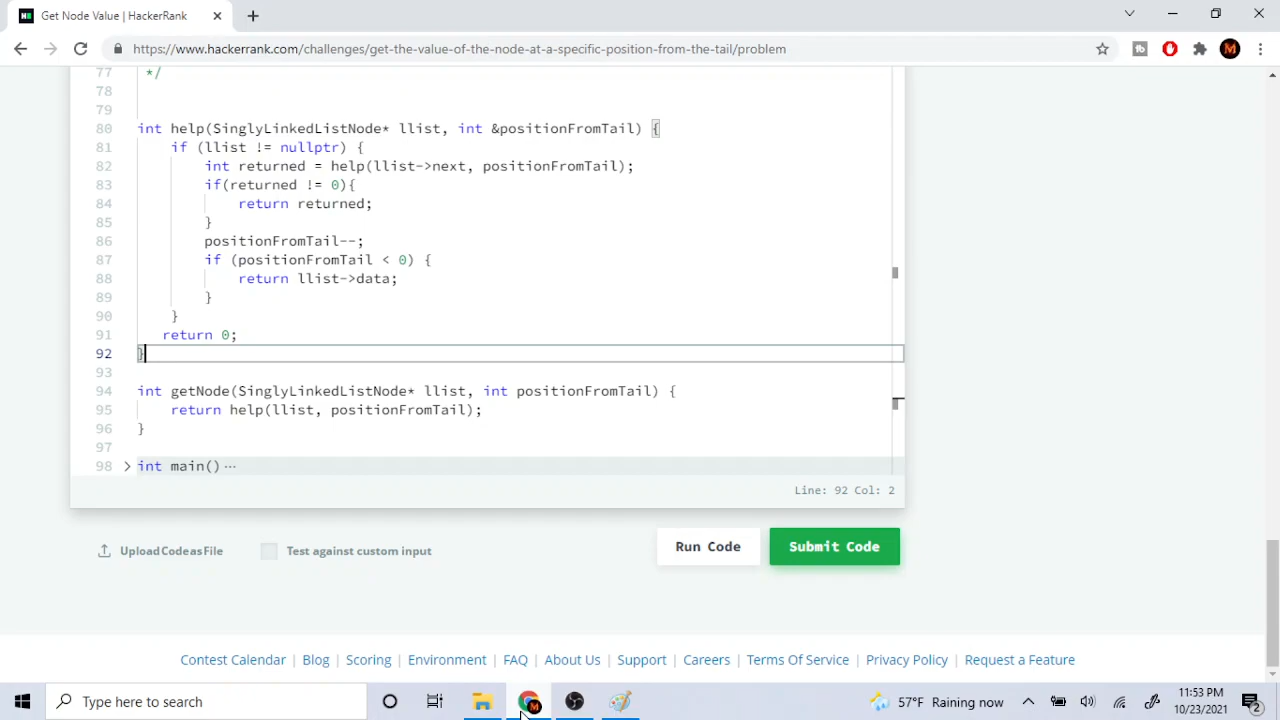 Get Node Value | HackerRank
https://www.hackerrank.com/challenges/get-the-value-of-the-node-at-a-specific-position-from-the-tail/problem
77 */
78
79
80 int help(SinglyLinkedListNode* llist, int &positionFromTail) {
81 if (llist != nullptr) {
82 int returned = help(llist->next, positionFromTail);
83 if(returned != 0){
84 return returned;
85 }
86 positionFromTail--;
87 if (positionFromTail < 0) {
88 return llist->data;
89 }
90 }
91 return 0;
92 }
93
94 int getNode(SinglyLinkedListNode* llist, int positionFromTail) {
95 return help(llist, positionFromTail);
96 }
97
98 int main() ...
Line: 92 Col: 2
Upload Code as File Test against custom input Run Code Submit Code
Contest Calendar | Blog | Scoring | Environment | FAQ | About Us | Support | Careers | Terms Of Service | Privacy Policy | Request a Feature
Type here to search 57°F Raining now 11:53 PM
10/23/2021 2